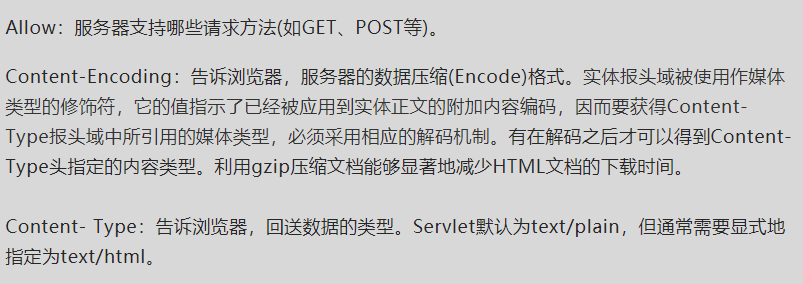 Allow：服务器支持哪些请求方法(如GET、POST等)。
Content-Encoding：告诉浏览器，服务器的数据压缩(Encode)格式。实体报头域被使用作媒体
类型的修饰符，它的值指示了已经被应用到实体正文的附加内容编码，因而要获得Content-
Type报头域中所引用的媒体类型，必须采用相应的解码机制。有在解码之后才可以得到Content-
Type头指定的内容类型。利用gzip压缩文档能够显著地减少HTML文档的下载时间。
Content- Type：告诉浏览器，回送数据的类型。Servlet默认为text/plain，但通常需要显式地
指定为text/html。